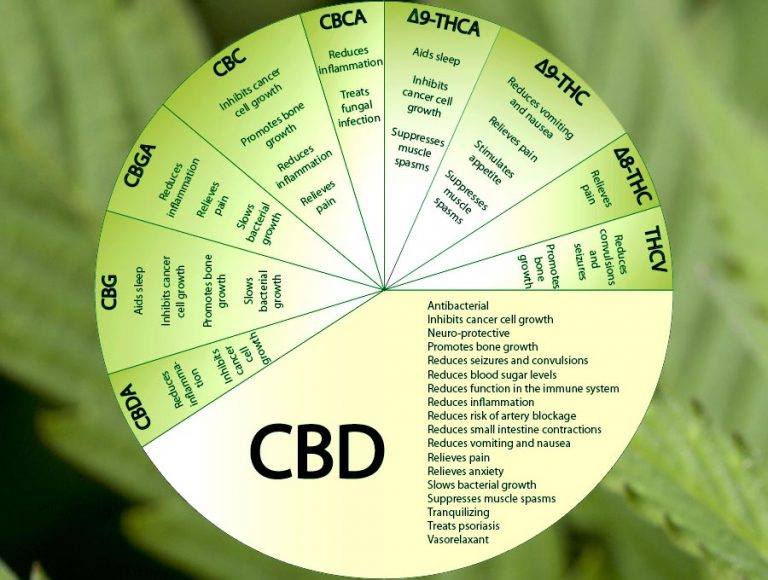 CBCA
Reduces
inflammation
Treats
fungal
infection
Δ9-THCA
Aids sleep
Inhibits
cancer cell
growth
Suppresses
muscle
spasms
Δ9-THC
Reduces vomiting
and nausea
Relieves pain
Stimulates
appetite
Suppresses
muscle
spasms
Δ8-THC
Relieves
pain
THCV
Reduces
convulsions
and
seizures
Promotes
bone
growth
CBD
Antibacterial
Inhibits cancer cell growth
Neuro-protective
Promotes bone growth
Reduces seizures and convulsions
Reduces blood sugar levels
Reduces function in the immune system
Reduces inflammation
Reduces risk of artery blockage
Reduces small intestine contractions
Reduces vomiting and nausea
Relieves pain
Relieves anxiety
Slows bacterial growth
Suppresses muscle spasms
Tranquilizing
Treats psoriasis
Vasorelaxant
CBDA
Reduces
inflamma-
tion
Inhibits
cancer
cell
growth
CBG
Aids sleep
Inhibits cancer
cell growth
Promotes bone
growth
Slows
bacterial
growth
CBGA
Reduces
inflammation
Relieves
pain
Slows
bacterial
growth
CBC
Inhibits cancer
cell growth
Promotes bone
growth
Reduces
inflammation
Relieves
pain